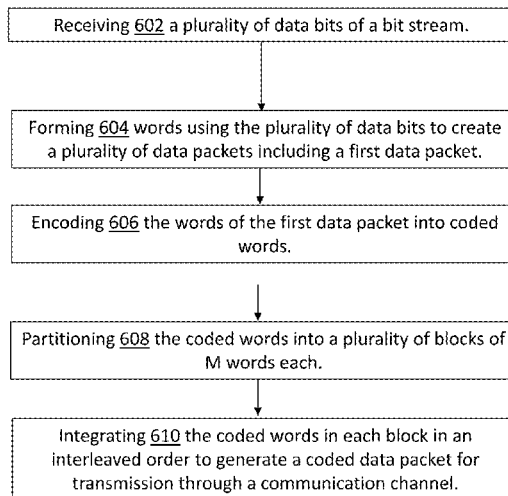 Receiving 602 a plurality of data bits of a bit stream.
Forming 604 words using the plurality of data bits to create
a plurality of data packets including a first data packet.
Encoding 606 the words of the first data packet into coded
words.
Partitioning 608 the coded words into a plurality of blocks of
M words each.
Integrating 610 the coded words in each block in an
interleaved order to generate a coded data packet for
transmission through a communication channel.